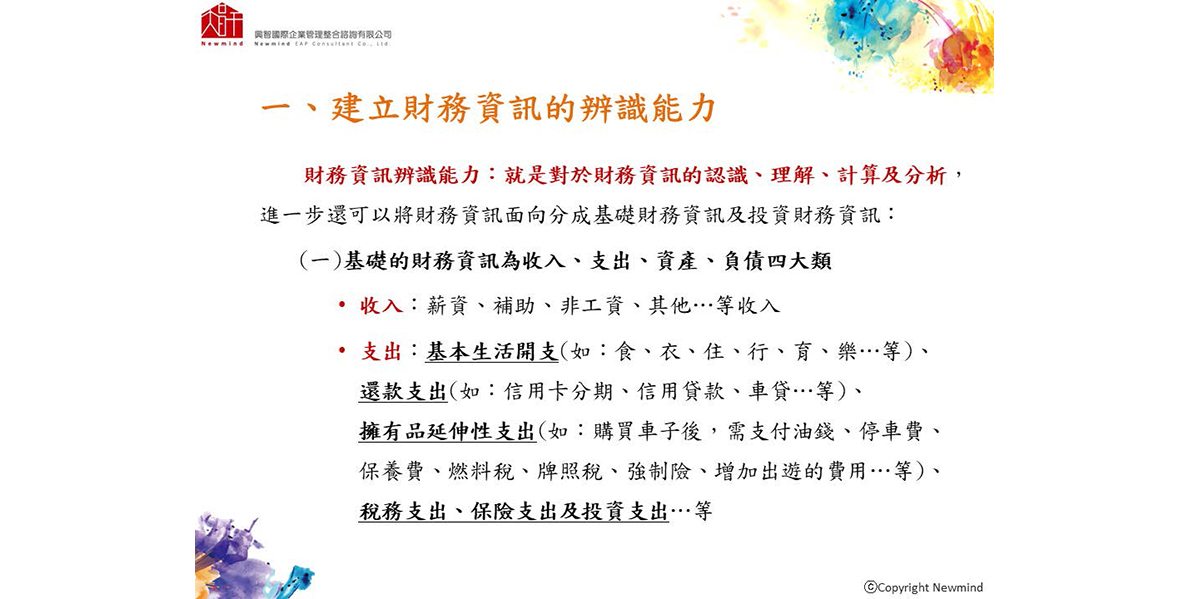 Newmind
興智國際企業管理整合諮詢有限公司
Newmind EAP Consultant Co., Ltd.
一、建立財務資訊的辨識能力
財務資訊辨識能力：就是對於財務資訊的認識、理解、計算及分析，
進一步還可以將財務資訊面向分成基礎財務資訊及投資財務資訊：
(一)基礎的財務資訊為收入、支出、資產、負債四大類
• 收入：薪資、補助、非工資、其他…等收入
• 支出：基本生活開支(如：食、衣、住、行、育、樂…等)、
還款支出(如：信用卡分期、信用貸款、車貸…等)、
擁有品延伸性支出(如：購買車子後，需支付油錢、停車費、
保養費、燃料稅、牌照稅、強制險、增加出遊的費用…等)、
稅務支出、保險支出及投資支出…等
ⓒCopyright Newmind